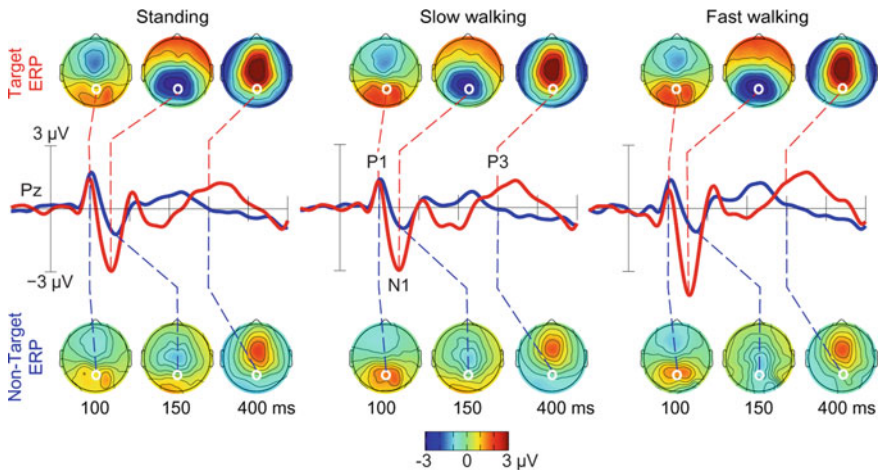 Standing Slow walking Fast walking
Target
ERP
3 µV
P1 P3
Pz
−3 µV
N1
Non-Target
ERP
100 150 400 ms 100 150 400 ms 100 150 400 ms
-3 0 3 µV